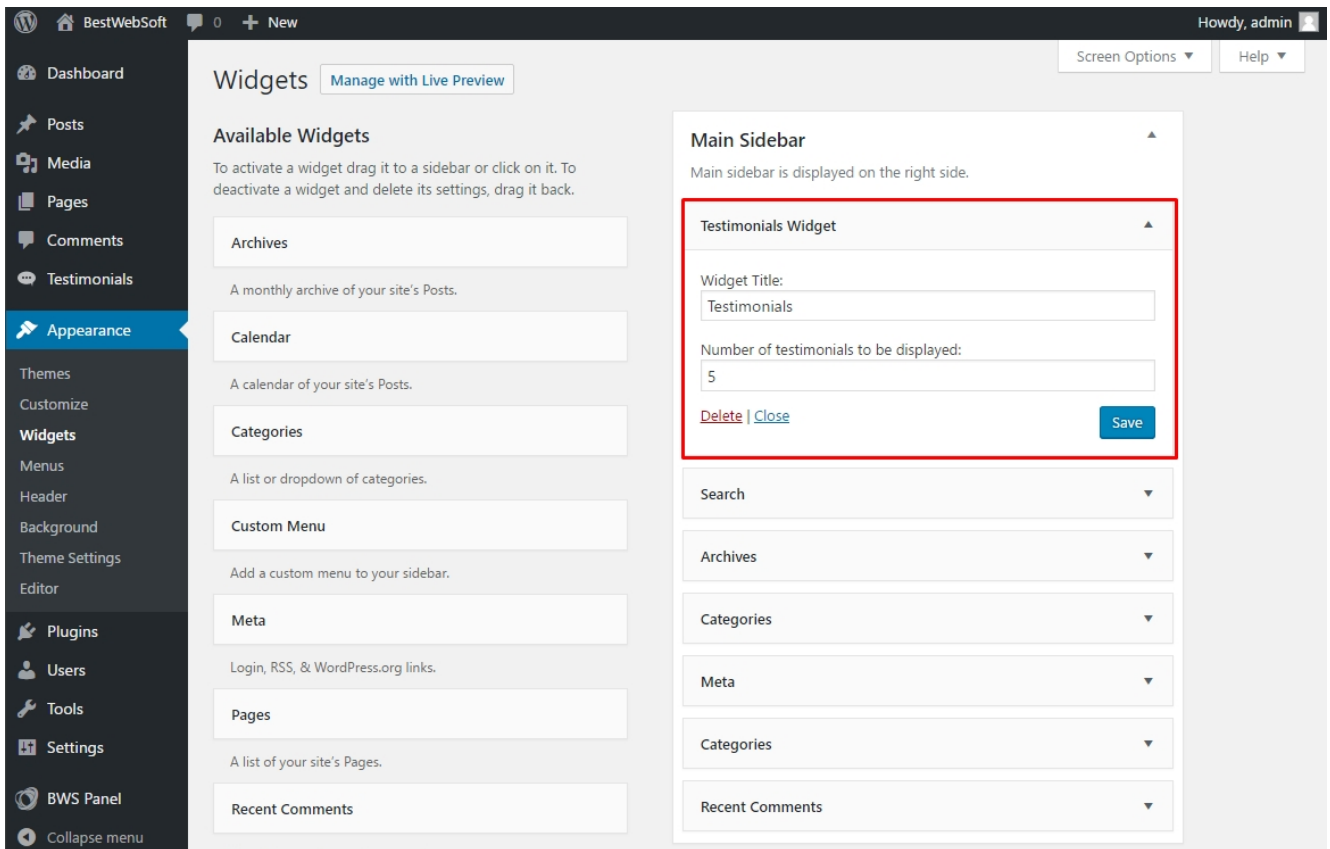 BestWebSoft 0 New Howdy, admin
Screen Options Help
Dashboard
Posts
Media
Pages
Comments
Testimonials
Appearance
Themes
Customize
Widgets
Menus
Header
Background
Theme Settings
Editor
Plugins
Users
Tools
Settings
BWS Panel
Collapse menu
Widgets Manage with Live Preview
Available Widgets
To activate a widget drag it to a sidebar or click on it. To
deactivate a widget and delete its settings, drag it back.
Archives
A monthly archive of your site's Posts.
Calendar
A calendar of your site's Posts.
Categories
A list or dropdown of categories.
Custom Menu
Add a custom menu to your sidebar.
Meta
Login, RSS, & WordPress.org links.
Pages
A list of your site's Pages.
Recent Comments
Main Sidebar
Main sidebar is displayed on the right side.
Testimonials Widget
Widget Title:
Testimonials
Number of testimonials to be displayed:
5
Delete | Close Save
Search
Archives
Categories
Meta
Categories
Recent Comments